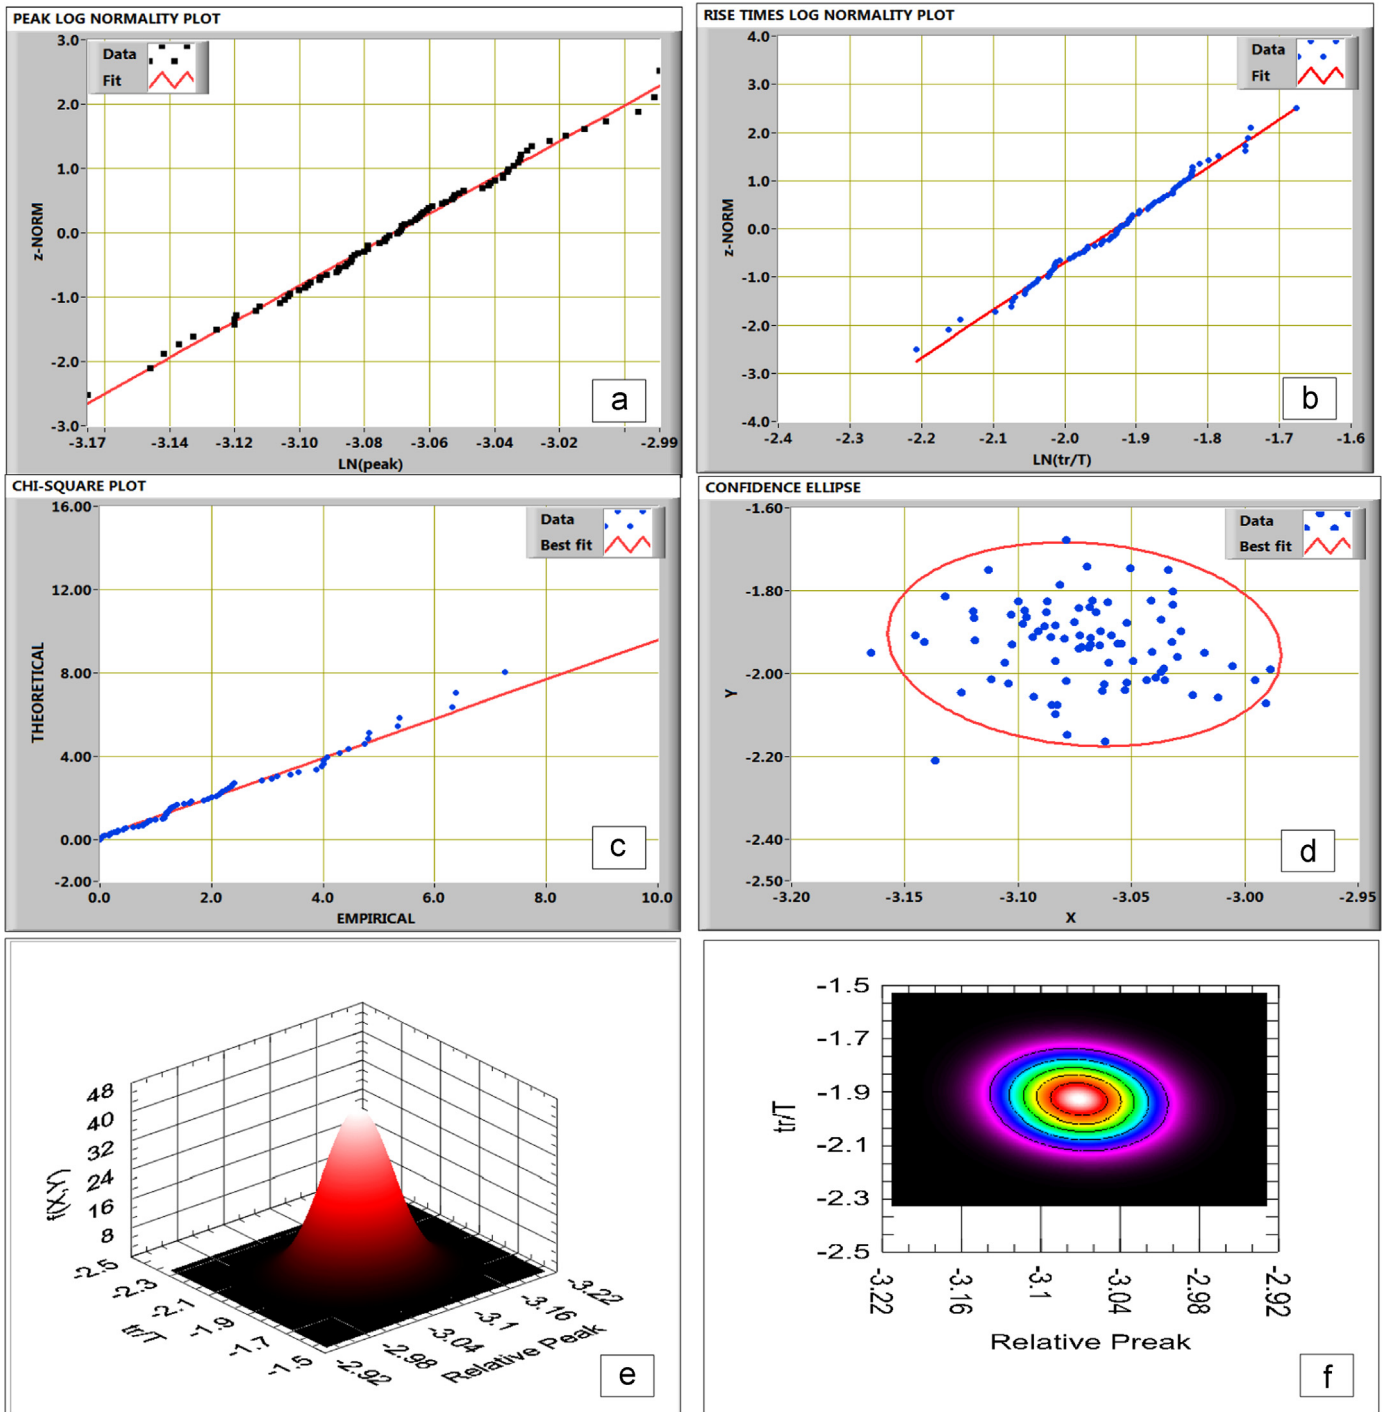 PEAK LOG NORMALITY PLOT
Data
Fit
3.0
2.0
1.0
0.0
-1.0
-2.0
-3.0
z-NORM
-3.17 -3.14 -3.12 -3.10 -3.08 -3.06 -3.04 -3.02 -2.99
LN(peak)
a
RISE TIMES LOG NORMALITY PLOT
Data
Fit
4.0
3.0
2.0
1.0
0.0
-1.0
-2.0
-3.0
-4.0
z-NORM
-2.4 -2.3 -2.2 -2.1 -2.0 -1.9 -1.8 -1.7 -1.6
LN(tr/T)
b
CHI-SQUARE PLOT
Data
Best fit
16.00
12.00
8.00
4.00
0.00
-2.00
THEORETICAL
0.0 2.0 4.0 6.0 8.0 10.0
EMPIRICAL
c
CONFIDENCE ELLIPSE
Data
Best fit
-1.60
-1.80
-2.00
-2.20
-2.40
-2.50
Y
-3.20 -3.15 -3.10 -3.05 -3.00 -2.95
X
d
48
40
32
24
16
8
f(X,Y)
-2.5
-2.3
-2.1
-1.9
-1.7
-1.5
tr/T
-2.92
-2.98
-3.04
-3.1
-3.16
-3.22
Relative Peak
e
-1.5
-1.7
-1.9
-2.1
-2.3
-2.5
tr/T
-3.22 -3.16 -3.1 -3.04 -2.98 -2.92
Relative Preak
f